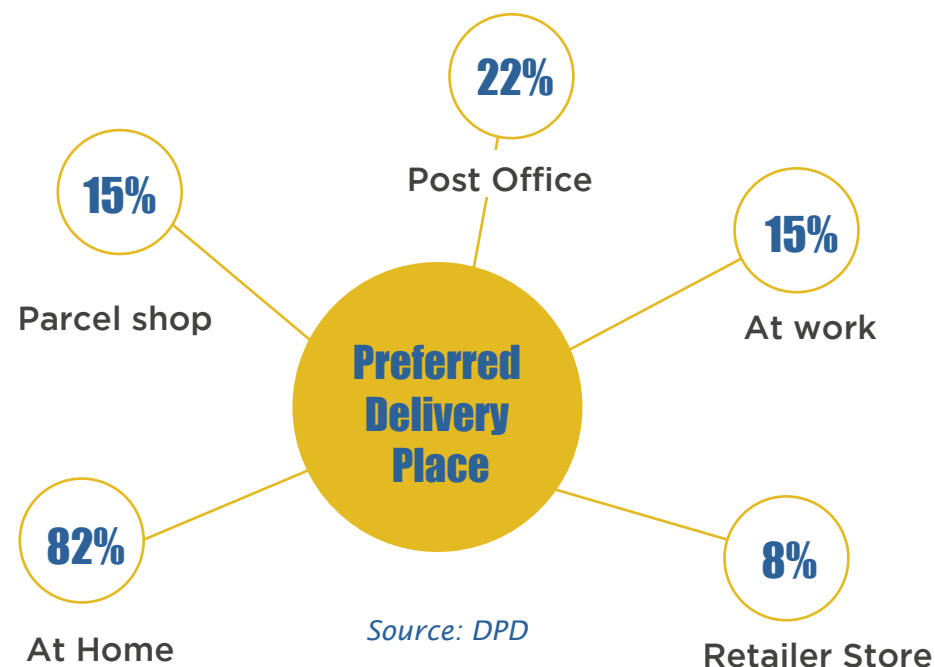 22%
Post Office
15%
Parcel shop
15%
At work
Preferred
Delivery
Place
82%
At Home
8%
Retailer Store
Source: DPD